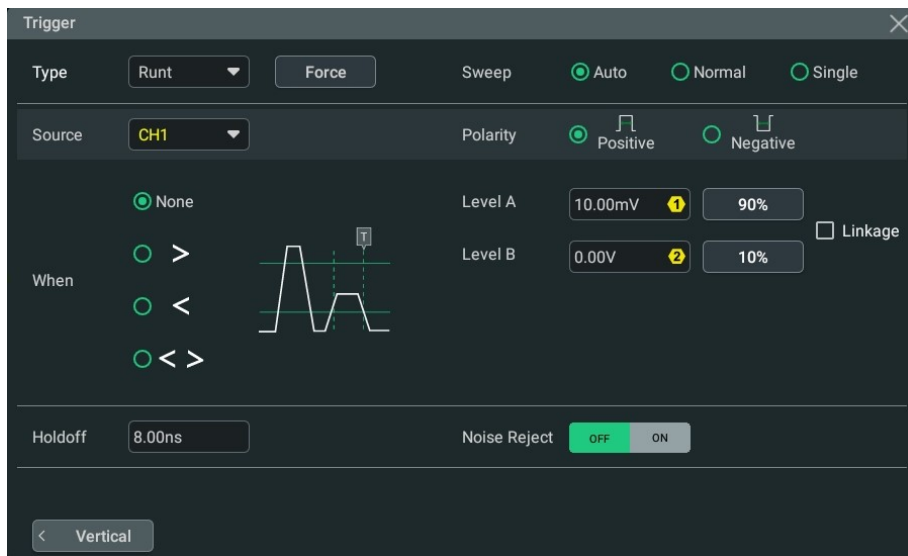 Trigger
Type Runt Force Sweep Auto Normal Single
Source CH1 Polarity Positive Negative
When
None
>
<
< >
T
Level A 10.00mV 1 90%
Level B 0.00V 2 10%
Linkage
Holdoff 8.00ns Noise Reject OFF ON
< Vertical